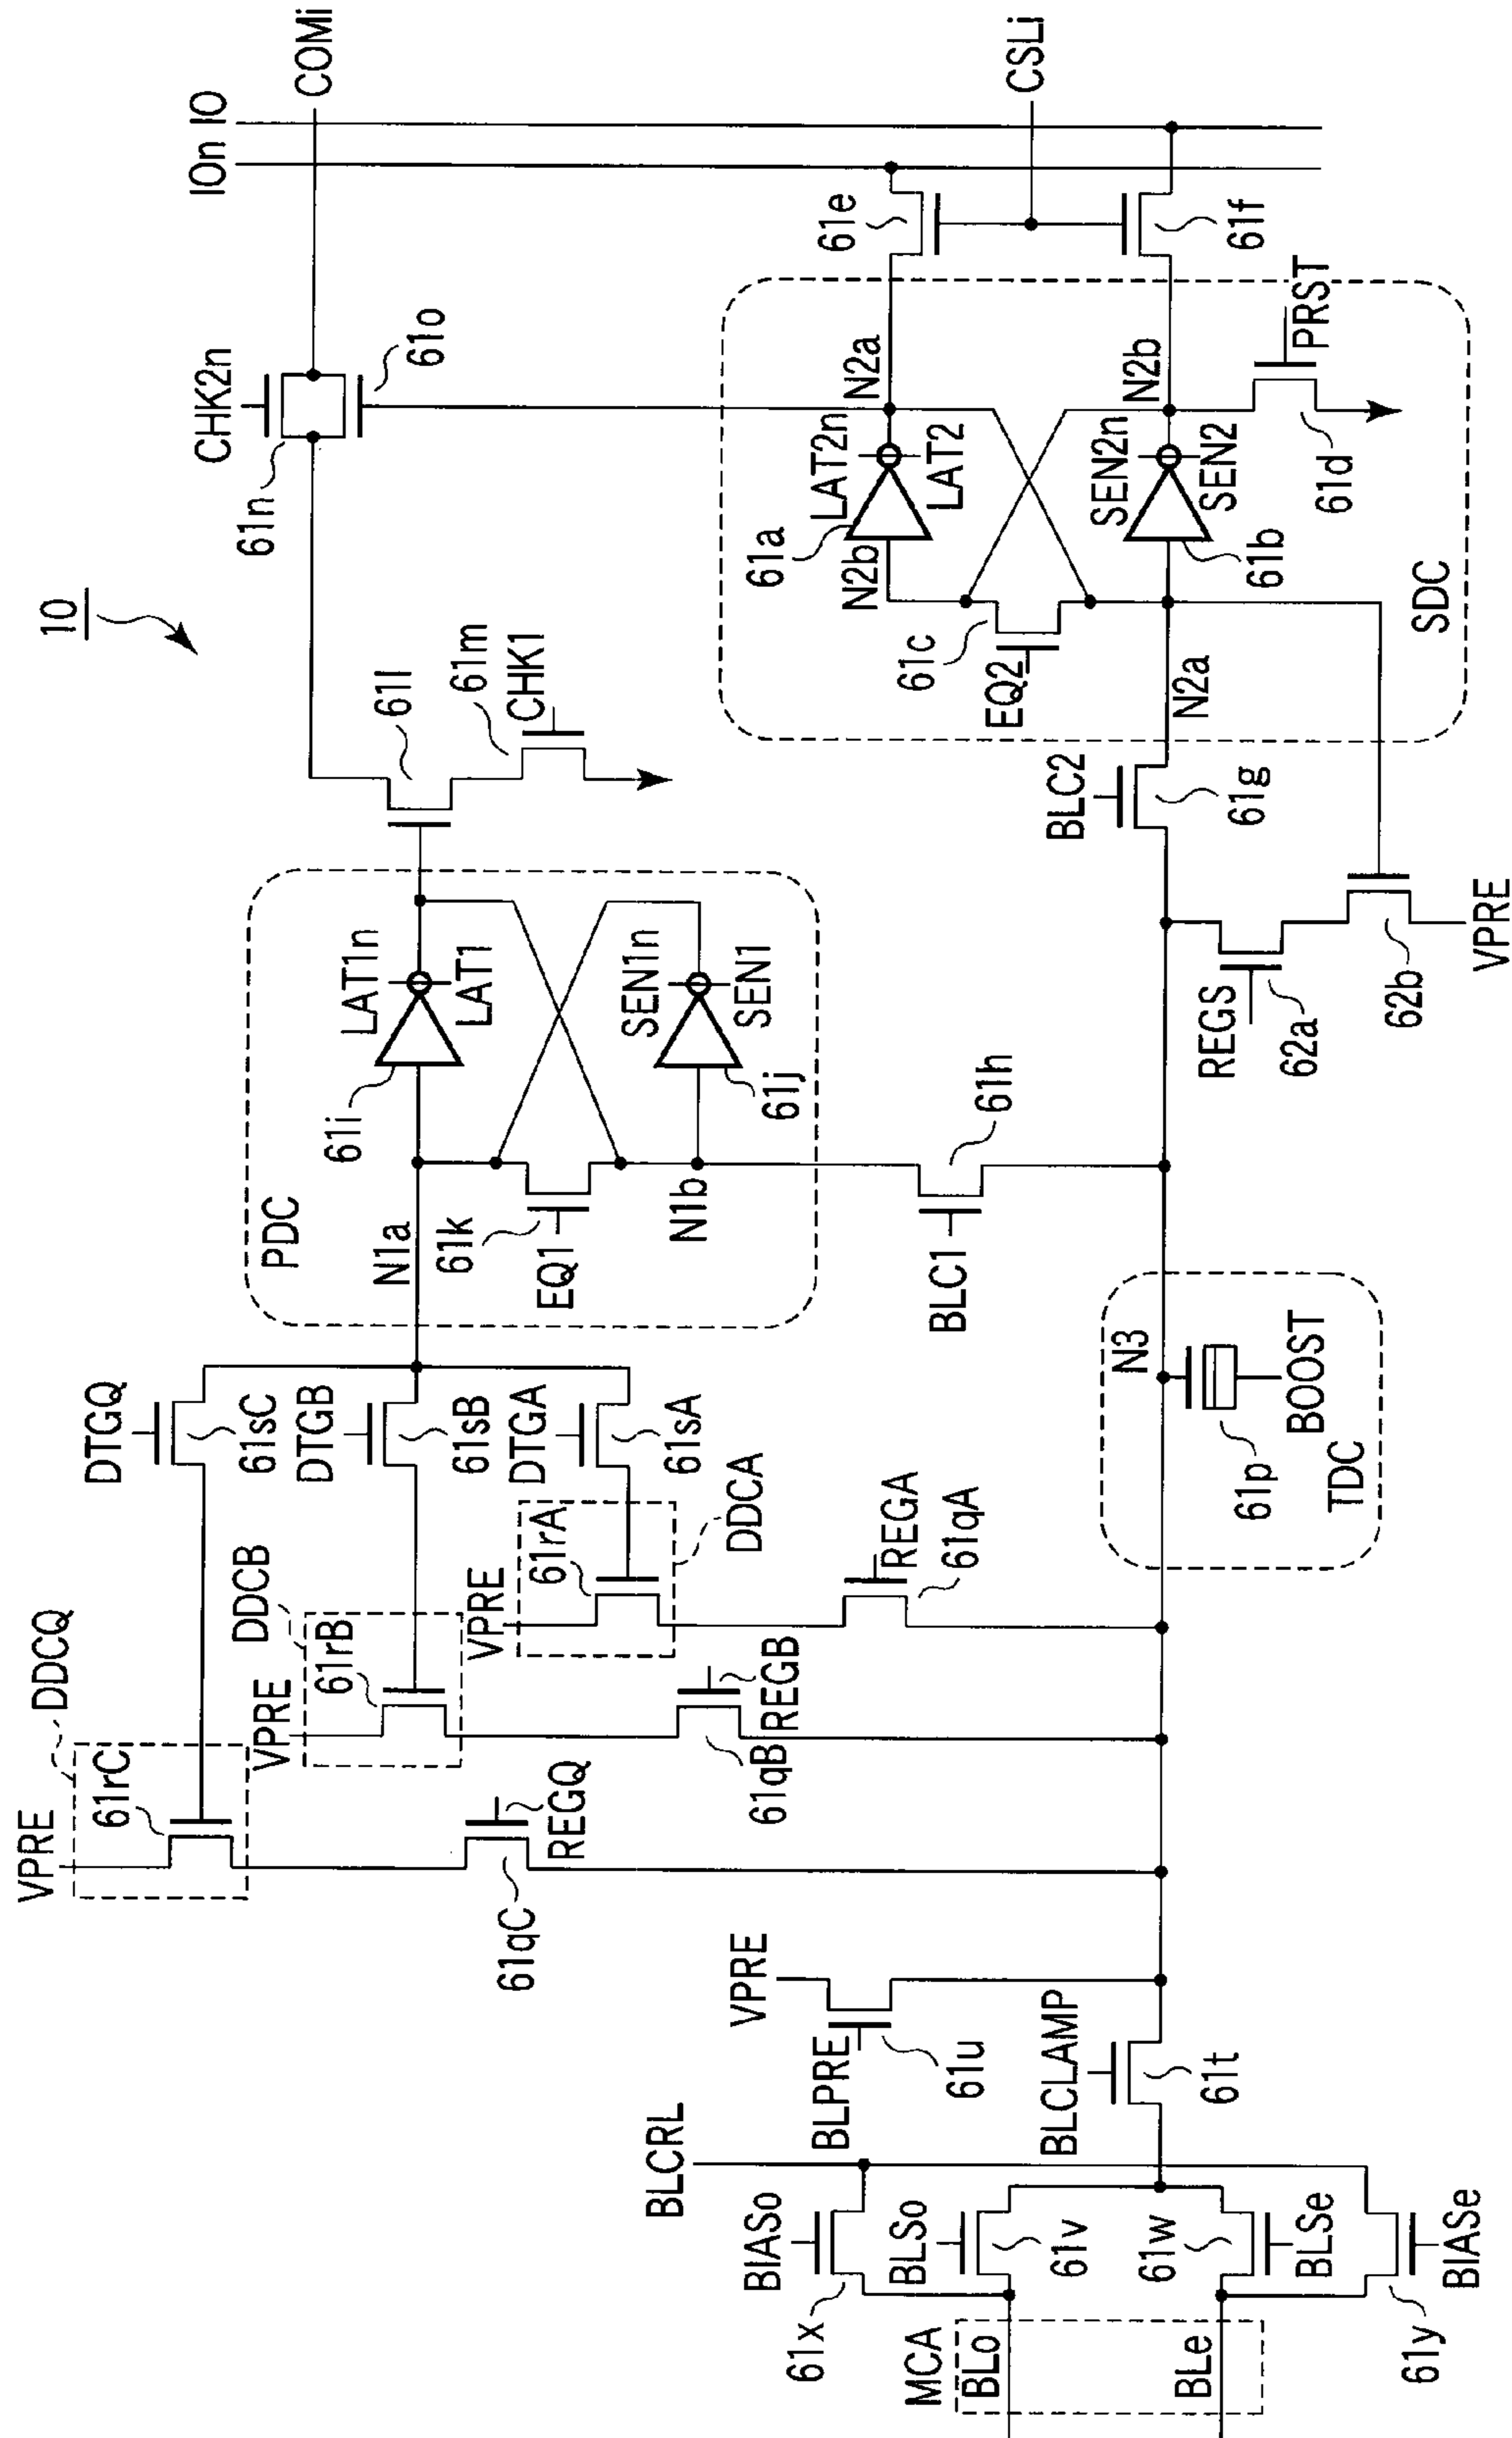 10
VPRE
DDCQ
61rC
DTGQ
61sC
REGQ
61qC
VPRE
DDCB
61rB
DTGB
61sB
REGB
61qB
VPRE
61rA
DDCA
DTGA
61sA
REGA
61qA
PDC
N1a
61k
EQ1
N1b
61i
LAT1n
LAT1
SEN1n
SEN1
61j
61l
61m
CHK1
61n
CHK2n
61o
COMi
IOn
IO
61e
CSLi
61f
N2a
LAT2n
LAT2
61a
N2b
SEN2n
SEN2
61b
N2b
PRST
61d
61c
EQ2
N2a
SDC
BLC2
61g
REGS
62a
62b
VPRE
BLC1
61h
N3
61p
BOOST
TDC
VPRE
BLPRE
61u
BLCLAMP
61t
BLCRL
BIASo
61x
BLSo
61v
61w
BLSe
BIASe
61y
MCA
BLo
BLe